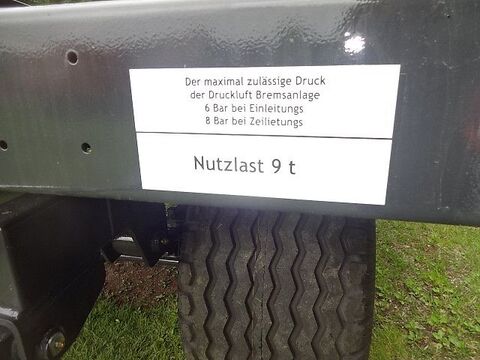 Der maximal zulässige Druck
der Druckluft Bremsanlage
6 Bar bei Einleitungs
8 Bar bei Zeilietungs
Nutzlast 9 t